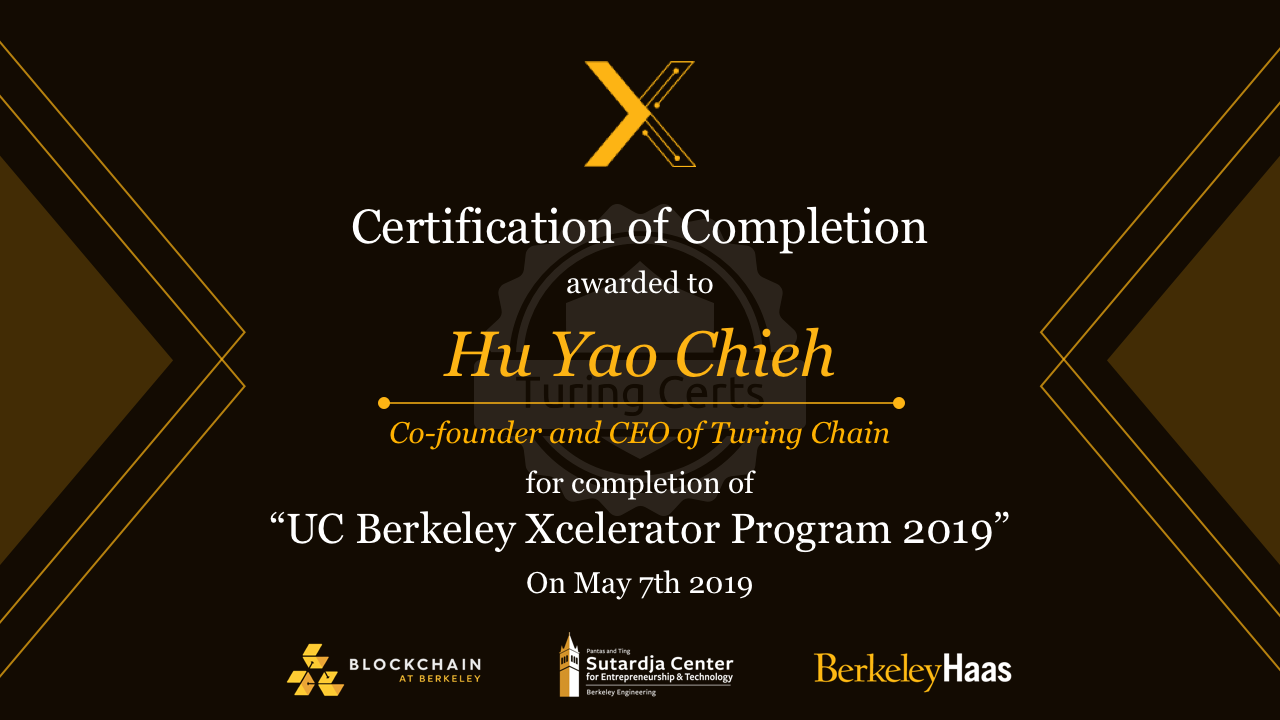 Certification of Completion
awarded to
Hu Yao Chieh
Turing Certs
Co-founder and CEO of Turing Chain
for completion of
“UC Berkeley Xcelerator Program 2019”
On May 7th 2019
BLOCKCHAIN
AT BERKELEY
Pantas and Ting
Sutardja Center
for Entrepreneurship & Technology
Berkeley Engineering
BerkeleyHaas